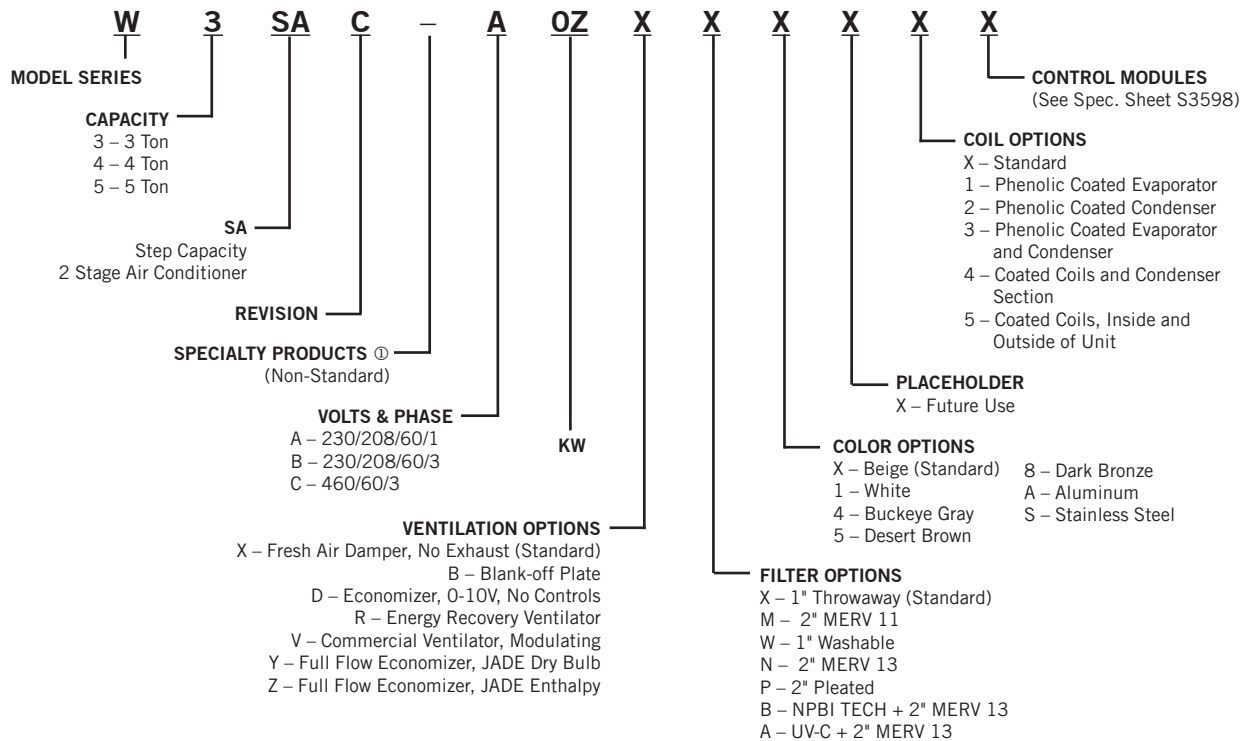 W 3 SA C – A 0Z X X X X X X
MODEL SERIES
CAPACITY
3 – 3 Ton
4 – 4 Ton
5 – 5 Ton
SA
Step Capacity
2 Stage Air Conditioner
REVISION
SPECIALTY PRODUCTS ①
(Non-Standard)
VOLTS & PHASE
A – 230/208/60/1
B – 230/208/60/3
C – 460/60/3
KW
VENTILATION OPTIONS
X – Fresh Air Damper, No Exhaust (Standard)
B – Blank-off Plate
D – Economizer, 0-10V, No Controls
R – Energy Recovery Ventilator
V – Commercial Ventilator, Modulating
Y – Full Flow Economizer, JADE Dry Bulb
Z – Full Flow Economizer, JADE Enthalpy
FILTER OPTIONS
X – 1" Throwaway (Standard)
M – 2" MERV 11
W – 1" Washable
N – 2" MERV 13
P – 2" Pleated
B – NPBI TECH + 2" MERV 13
A – UV-C + 2" MERV 13
COLOR OPTIONS
X – Beige (Standard)
1 – White
4 – Buckeye Gray
5 – Desert Brown
8 – Dark Bronze
A – Aluminum
S – Stainless Steel
PLACEHOLDER
X – Future Use
COIL OPTIONS
X – Standard
1 – Phenolic Coated Evaporator
2 – Phenolic Coated Condenser
3 – Phenolic Coated Evaporator
and Condenser
4 – Coated Coils and Condenser
Section
5 – Coated Coils, Inside and
Outside of Unit
CONTROL MODULES
(See Spec. Sheet S3598)